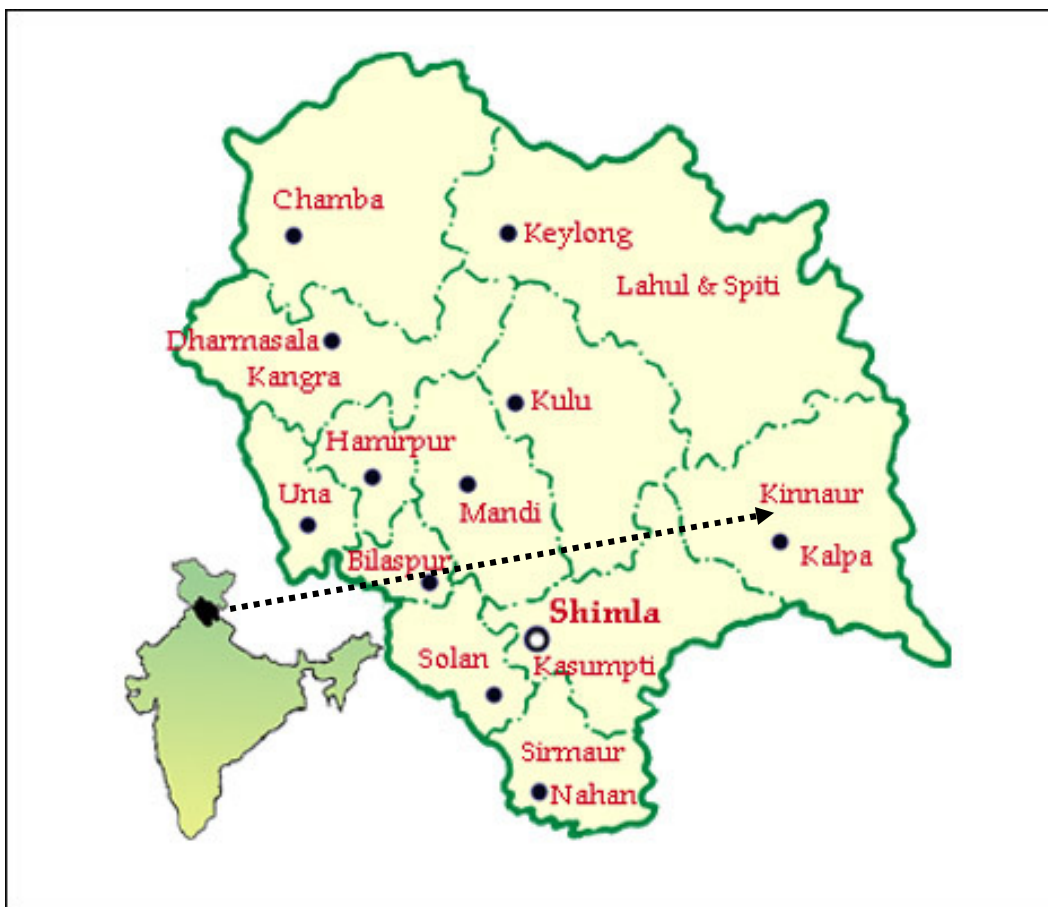 Chamba
Keylong
Lahul & Spiti
Dharmasala
Kangra
Kulu
Hamirpur
Una
Mandi
Kinnaur
Kalpa
Bilaspur
Shimla
Solan
Kasumpti
Sirmaur
Nahan